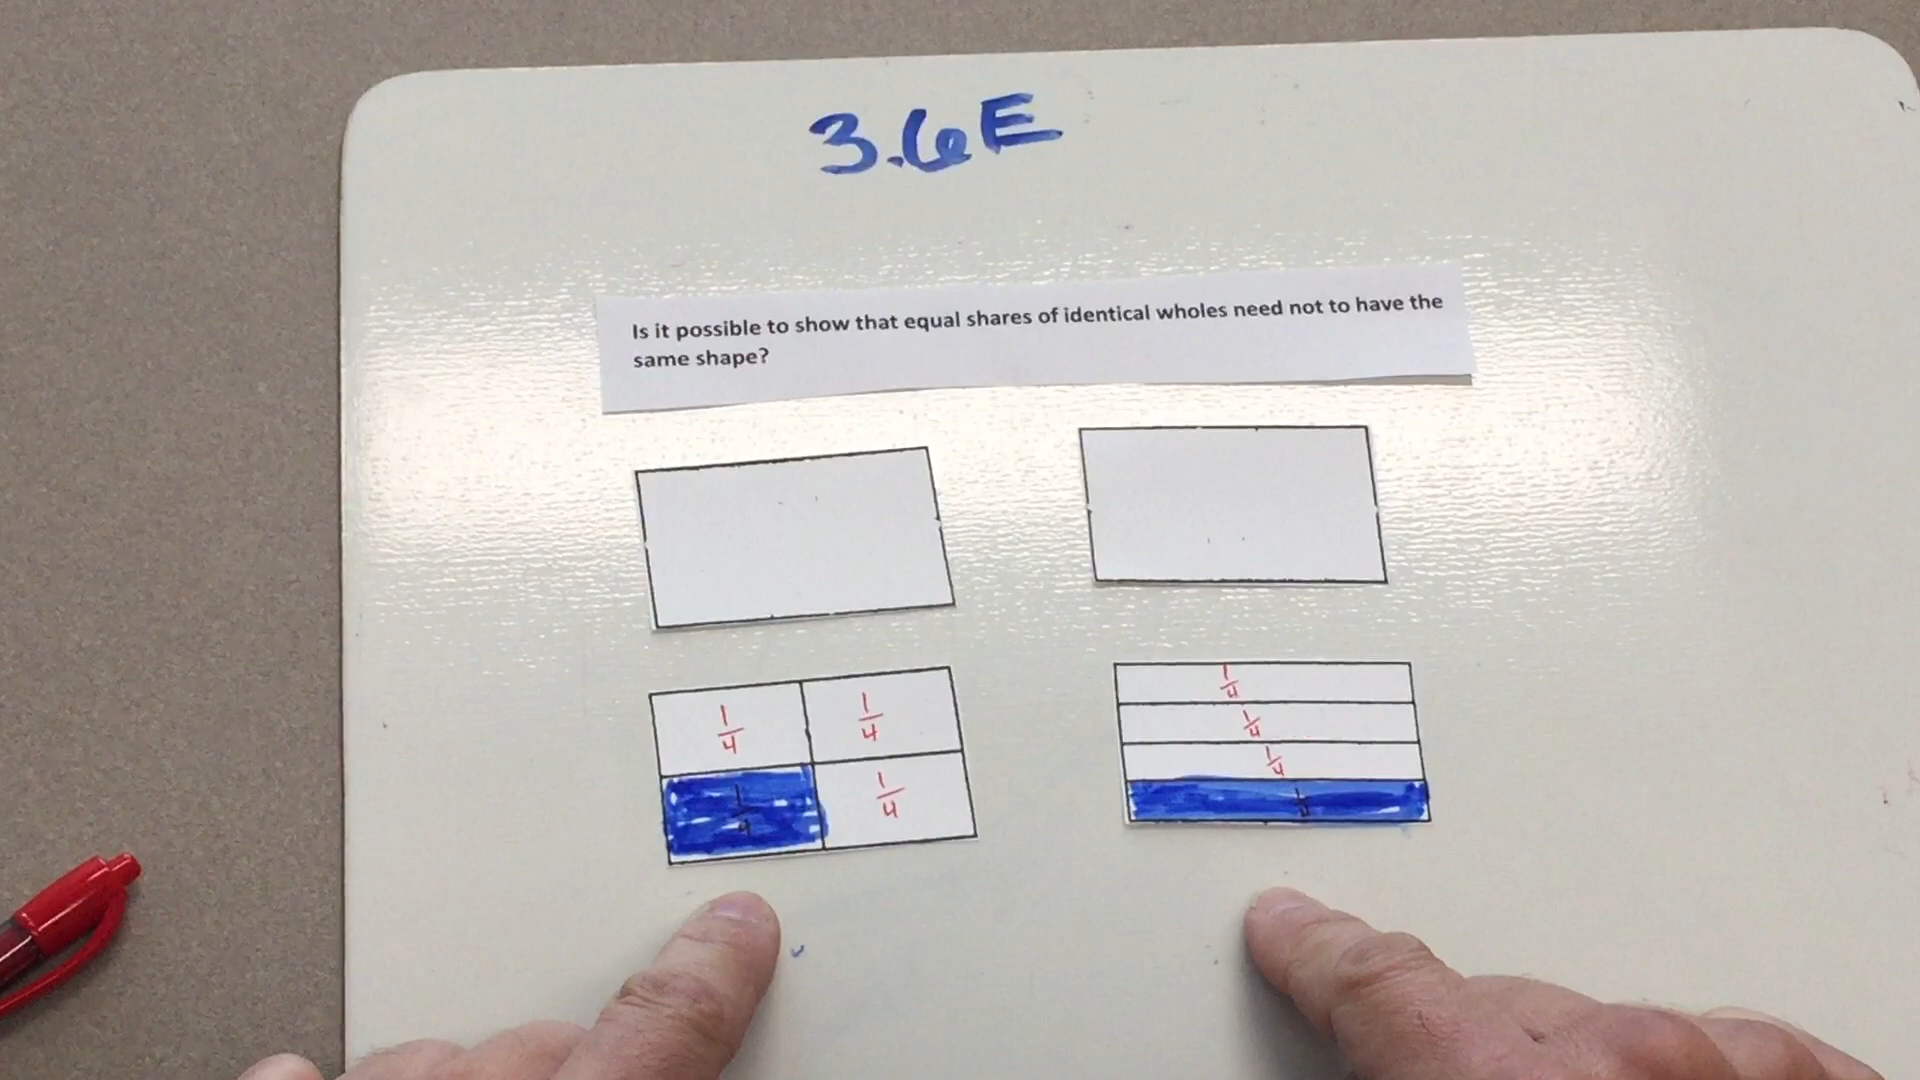 3.6E
Is it possible to show that equal shares of identical wholes need not to have the
same shape?
1/4 1/4
1/4 1/4
1/4
1/4
1/4